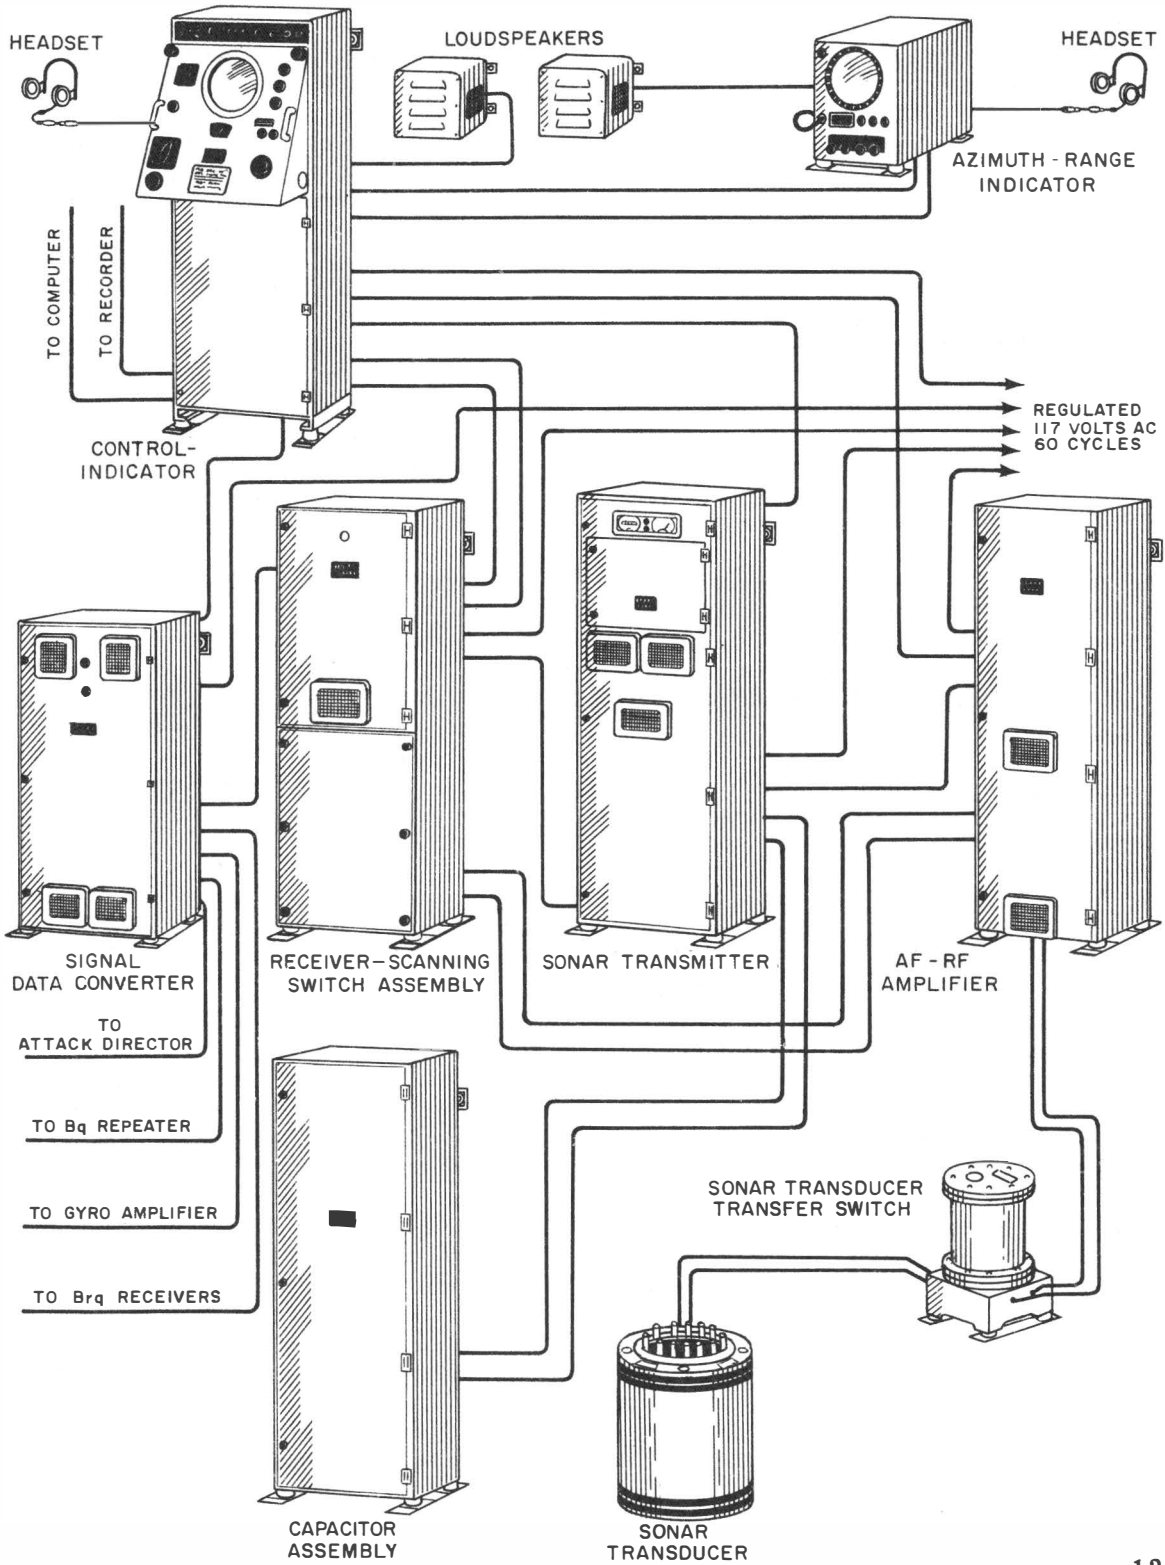 HEADSET
LOUDSPEAKERS
HEADSET
AZIMUTH - RANGE
INDICATOR
TO COMPUTER
TO RECORDER
REGULATED
117 VOLTS AC
60 CYCLES
CONTROL-
INDICATOR
SIGNAL
DATA CONVERTER
RECEIVER-SCANNING
SWITCH ASSEMBLY
SONAR TRANSMITTER
AF-RF
AMPLIFIER
TO
ATTACK DIRECTOR
TO Bq REPEATER
TO GYRO AMPLIFIER
TO Brq RECEIVERS
SONAR TRANSDUCER
TRANSFER SWITCH
CAPACITOR
ASSEMBLY
SONAR
TRANSDUCER